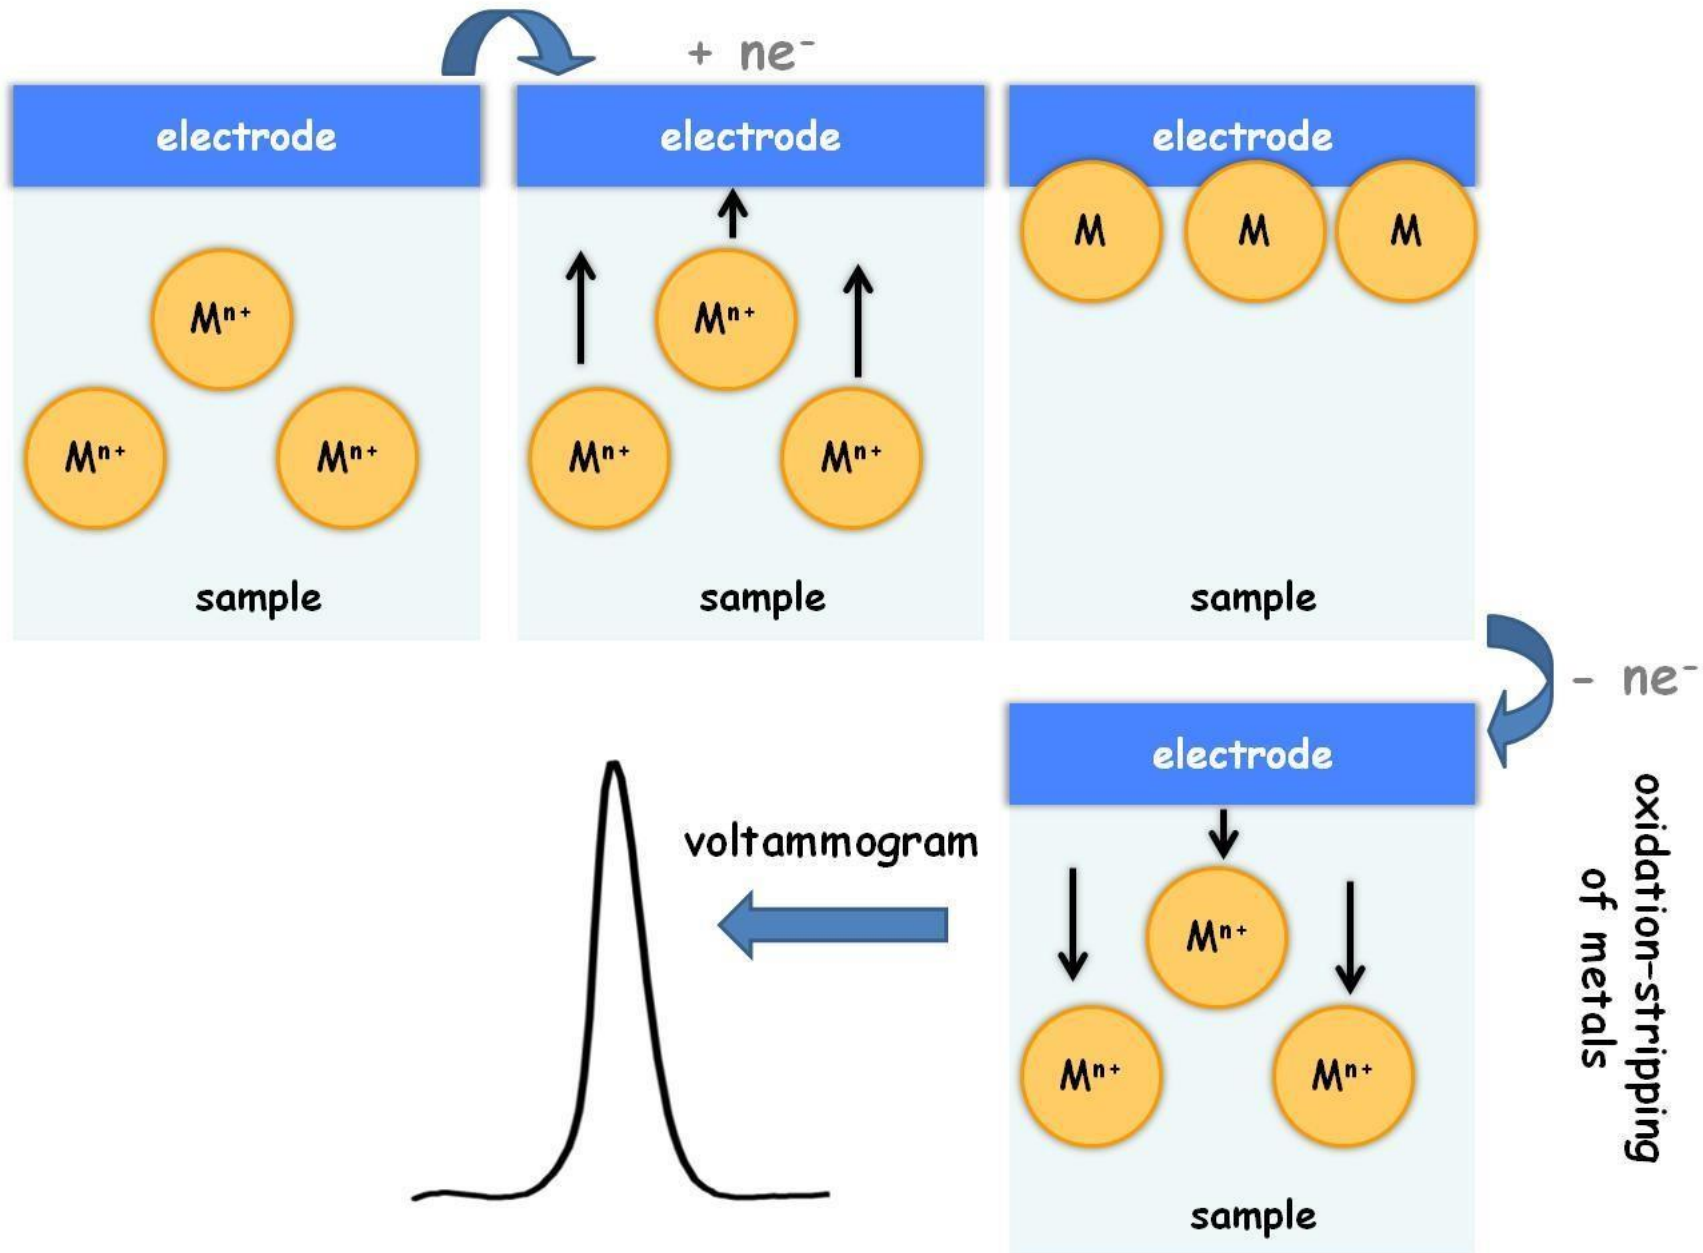 + ne⁻
electrode
electrode
electrode
Mⁿ⁺
Mⁿ⁺
Mⁿ⁺
sample
Mⁿ⁺
Mⁿ⁺
Mⁿ⁺
sample
M
M
M
sample
- ne⁻
oxidation-stripping
of metals
electrode
Mⁿ⁺
Mⁿ⁺
Mⁿ⁺
sample
voltammogram